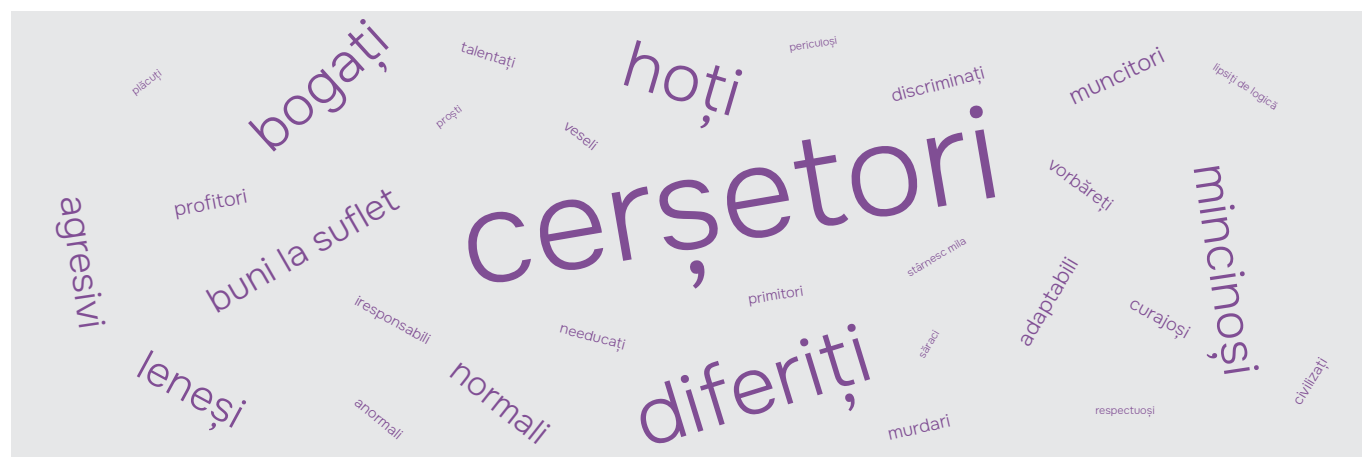 plăcuți
bogați
talentați
hoți
periculoși
discriminați
muncitori
lipsiți de logică
proști
veseli
cerșetori
vorbăreți
mincinoși
agresivi
profitori
buni la suflet
stârnesc mila
primitori
adaptabili
curajoși
iresponsabili
needucați
diferiți
săraci
civilizați
leneși
normali
anormali
murdari
respectuoși